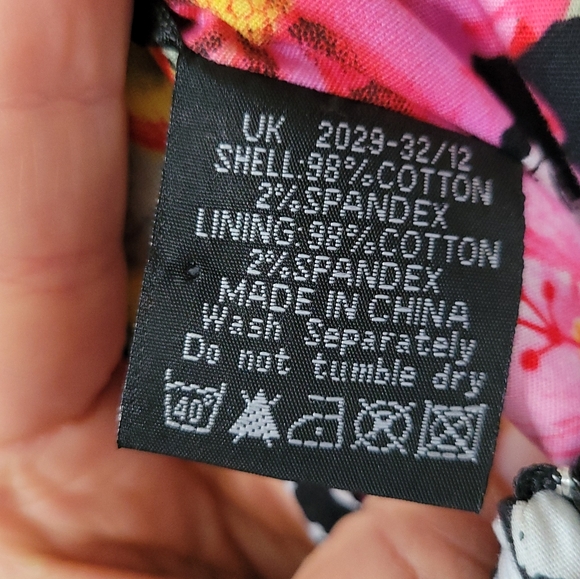 UK 2029-32/12
SHELL:98%COTTON
2%SPANDEX
LINING:98%COTTON
2%SPANDEX
MADE IN CHINA
Wash Separately
Do not tumble dry
40°